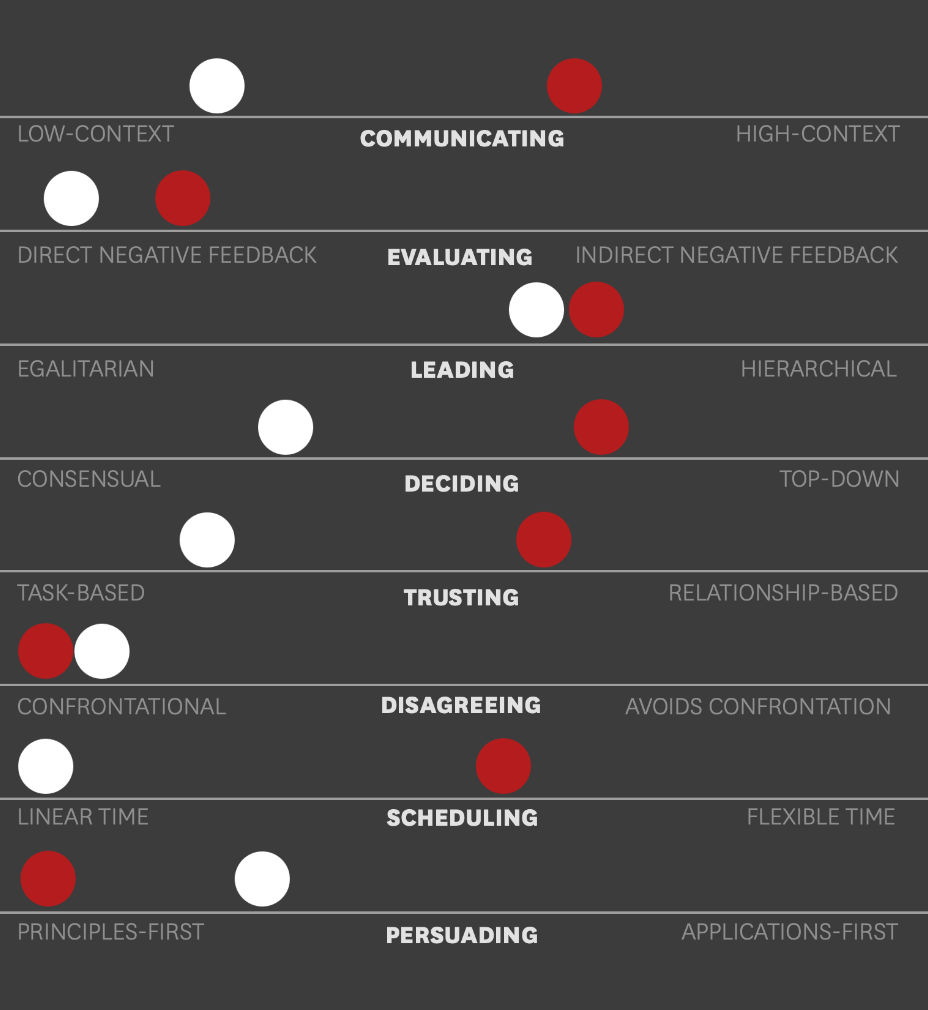 LOW-CONTEXT COMMUNICATING HIGH-CONTEXT
DIRECT NEGATIVE FEEDBACK EVALUATING INDIRECT NEGATIVE FEEDBACK
EGALITARIAN LEADING HIERARCHICAL
CONSENSUAL DECIDING TOP-DOWN
TASK-BASED TRUSTING RELATIONSHIP-BASED
CONFRONTATIONAL DISAGREEING AVOIDS CONFRONTATION
LINEAR TIME SCHEDULING FLEXIBLE TIME
PRINCIPLES-FIRST PERSUADING APPLICATIONS-FIRST